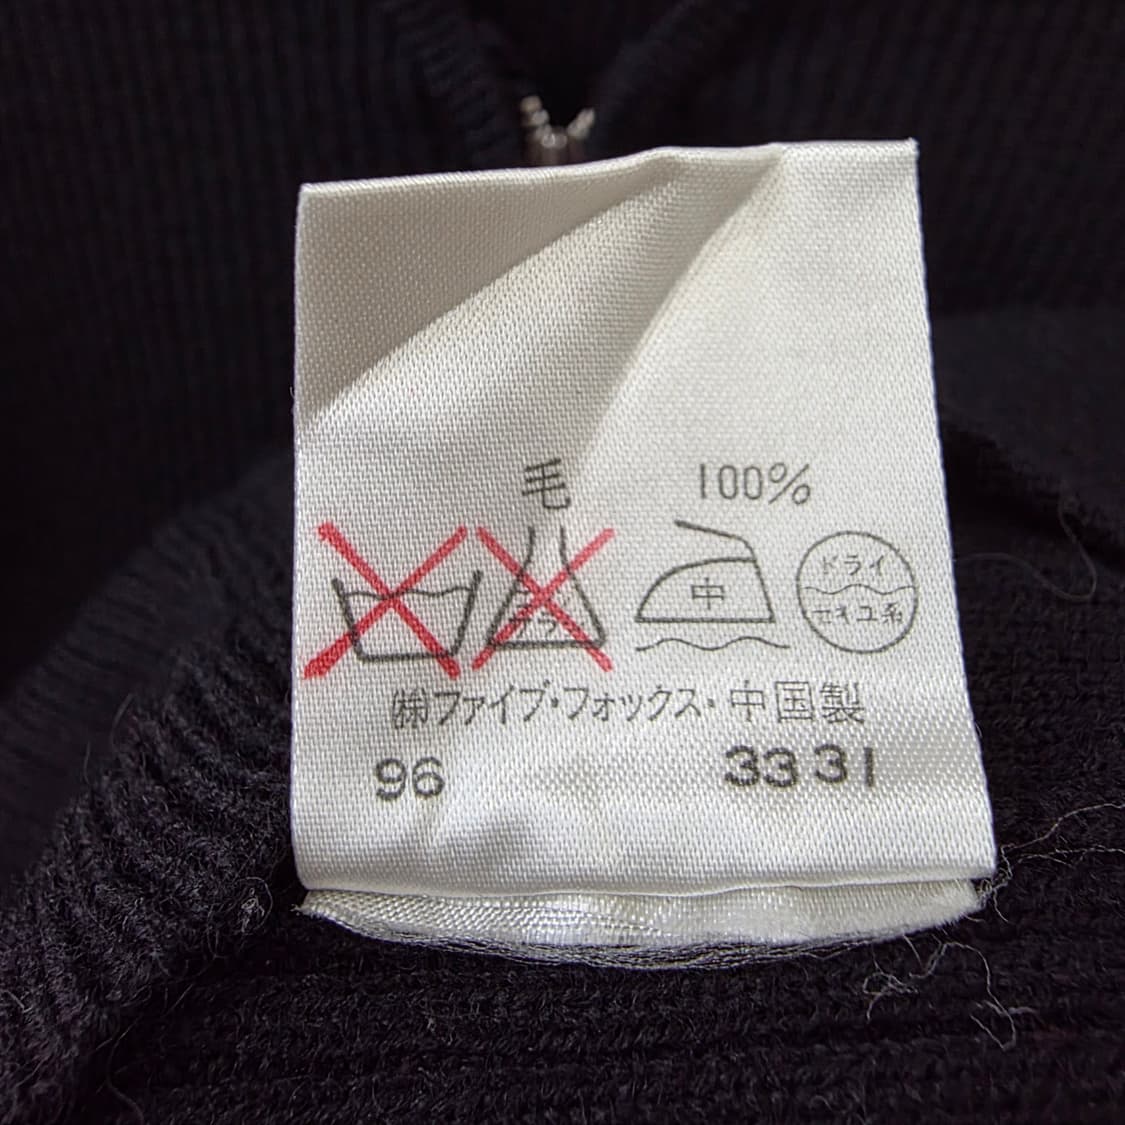 毛 100%
中 ドライ
セキユ系
㈱ファイブ・フォックス・中国製
96 3331